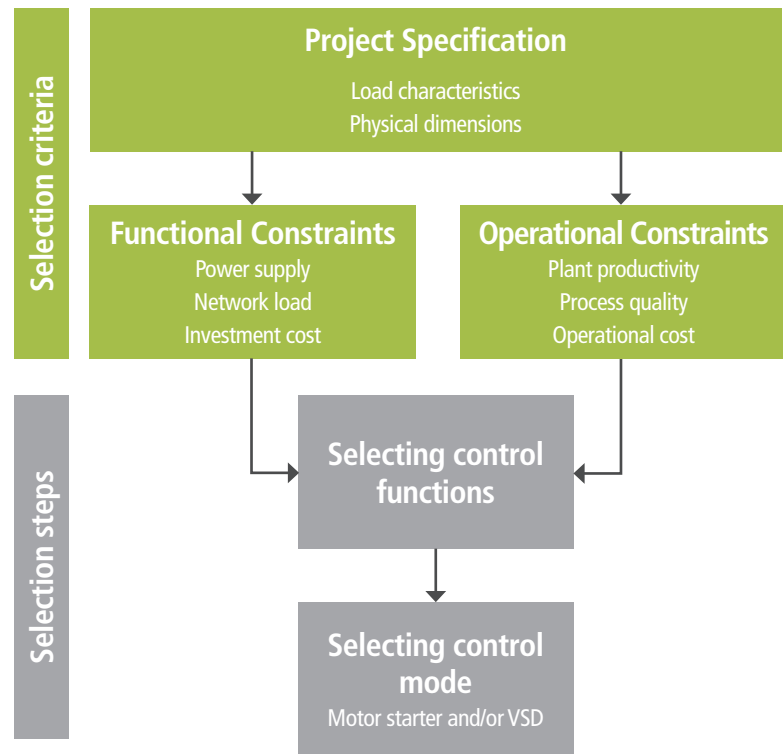 Selection criteria
Project Specification
Load characteristics
Physical dimensions
Functional Constraints
Power supply
Network load
Investment cost
Operational Constraints
Plant productivity
Process quality
Operational cost
Selection steps
Selecting control
functions
Selecting control
mode
Motor starter and/or VSD